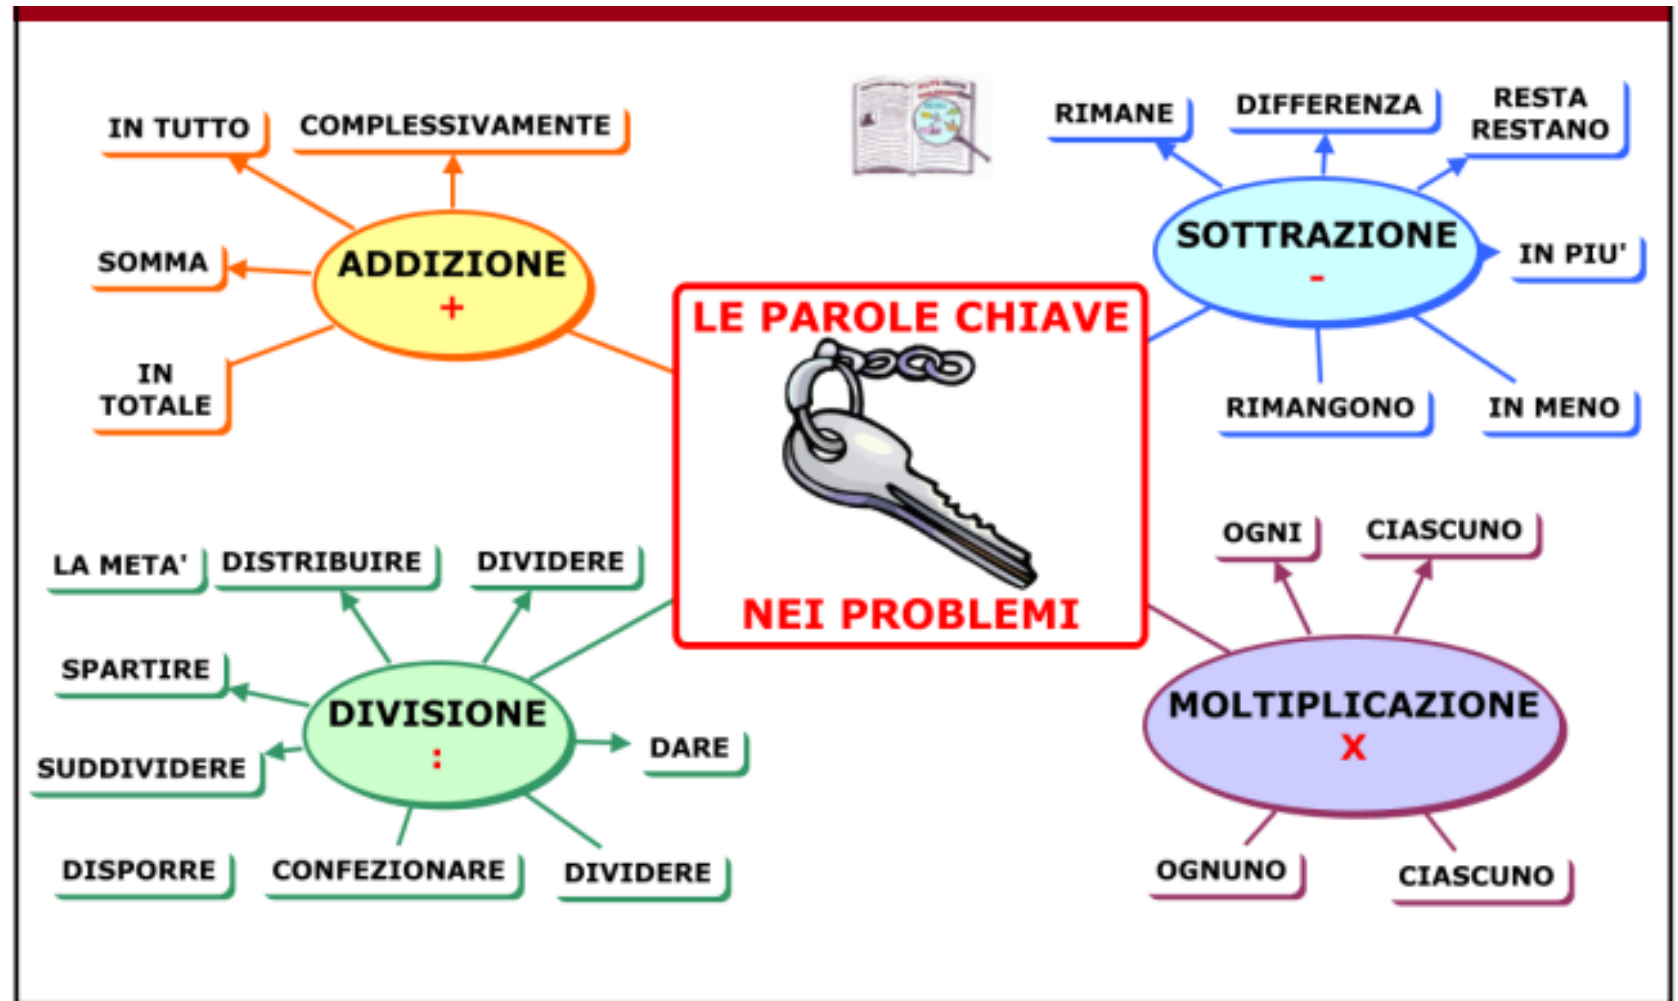 IN TUTTO
COMPLESSIVAMENTE
SOMMA
ADDIZIONE
+
IN
TOTALE
RIMANE
DIFFERENZA
RESTA
RESTANO
SOTTRAZIONE
-
IN PIU'
RIMANGONO
IN MENO
LE PAROLE CHIAVE
NEI PROBLEMI
LA META'
DISTRIBUIRE
DIVIDERE
SPARTIRE
DIVISIONE
:
SUDDIVIDERE
DARE
DISPORRE
CONFEZIONARE
DIVIDERE
OGNI
CIASCUNO
MOLTIPLICAZIONE
X
OGNUNO
CIASCUNO